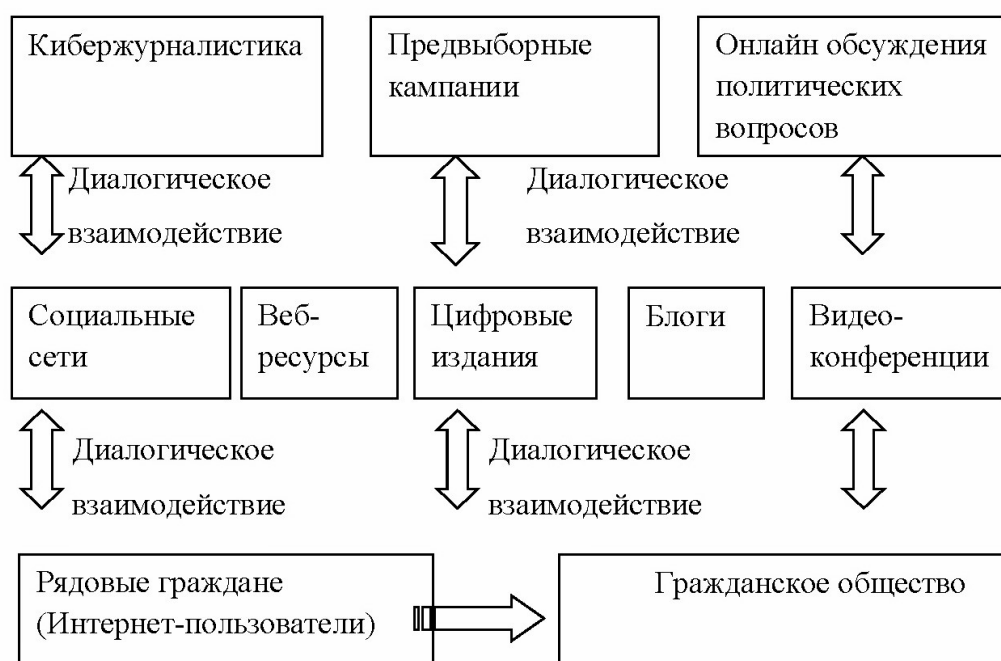 Кибержурналистика
Предвыборные
кампании
Онлайн обсуждения
политических
вопросов
Диалогическое
взаимодействие
Диалогическое
взаимодействие
Социальные
сети
Веб-
ресурсы
Цифровые
издания
Блоги
Видео-
конференции
Диалогическое
взаимодействие
Диалогическое
взаимодействие
Рядовые граждане
(Интернет-пользователи)
Гражданское общество